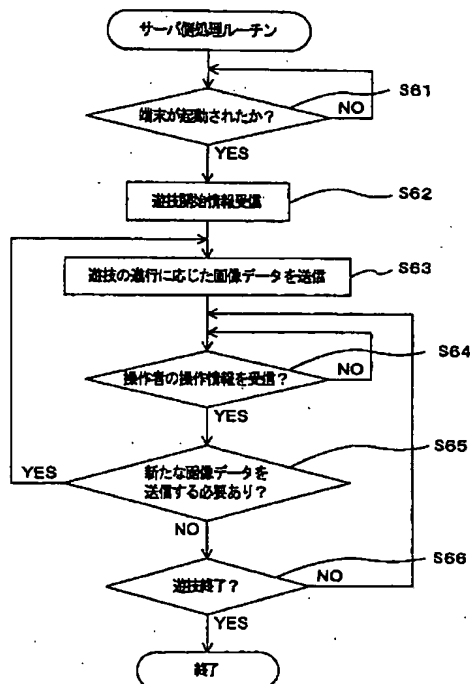 サーバ側処理ルーチン
S61
端末が起動されたか？
NO
YES
S62
遊技開始情報受信
S63
遊技の進行に応じた画像データを送信
S64
操作者の操作情報を受信？
NO
YES
S65
YES
新たな画像データを
送信する必要あり？
NO
S66
遊技終了？
NO
YES
終了